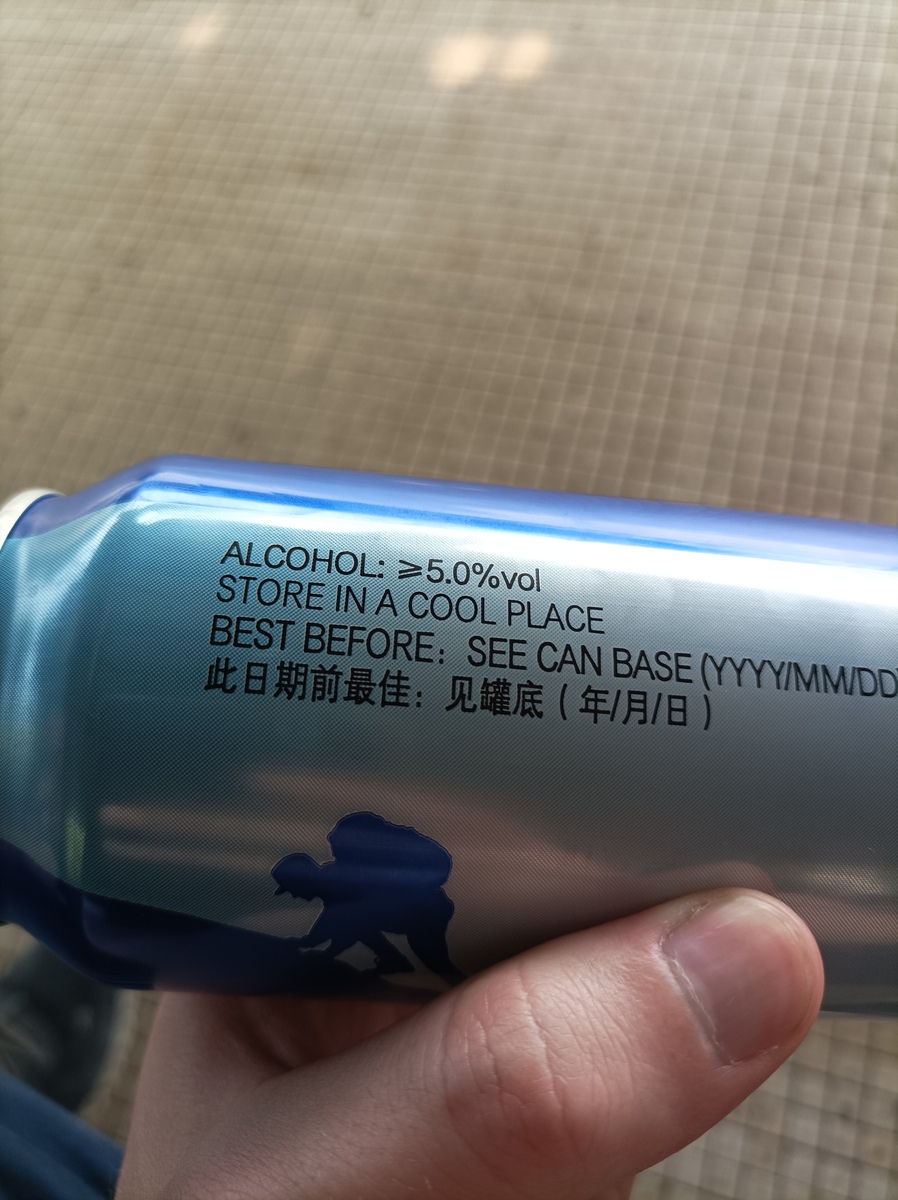 ALCOHOL: ⩾5.0%vol
STORE IN A COOL PLACE
BEST BEFORE: SEE CAN BASE (YYYY/MM/DD)
此日期前最佳：见罐底（年/月/日）